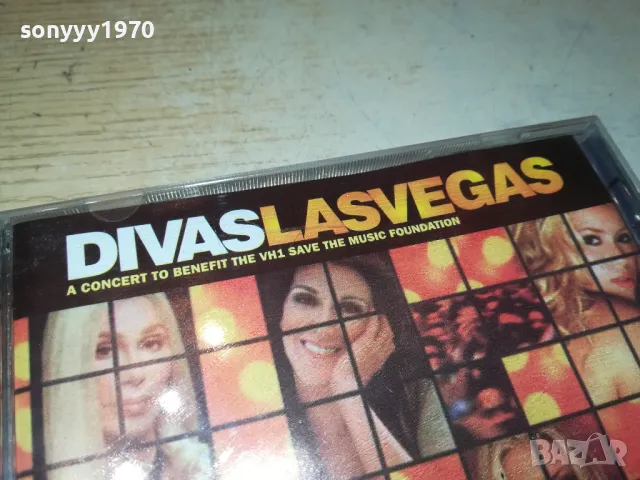 sonyyy1970
DIVASLASVEGAS
A CONCERT TO BENEFIT THE VH1 SAVE THE MUSIC FOUNDATION
BAZAR